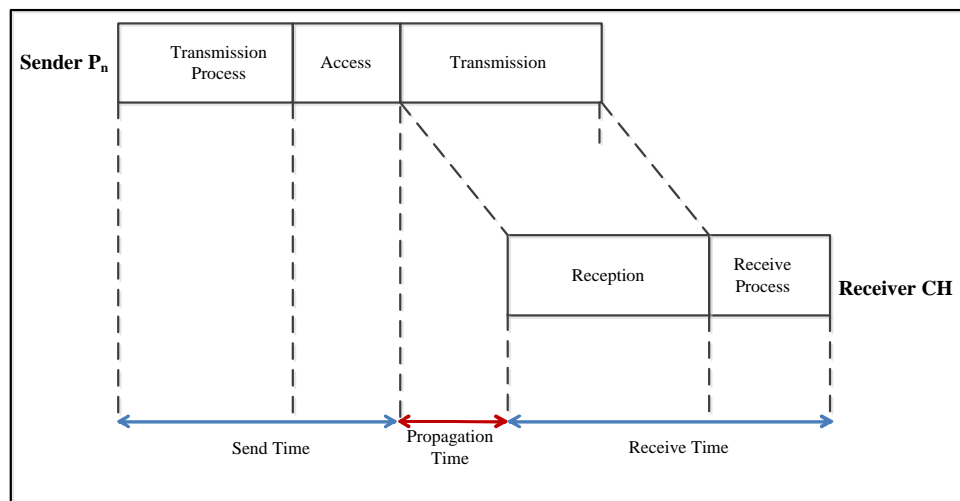 Sender Pn
Transmission
Process
Access
Transmission
Reception
Receive
Process
Receiver CH
Send Time
Propagation
Time
Receive Time